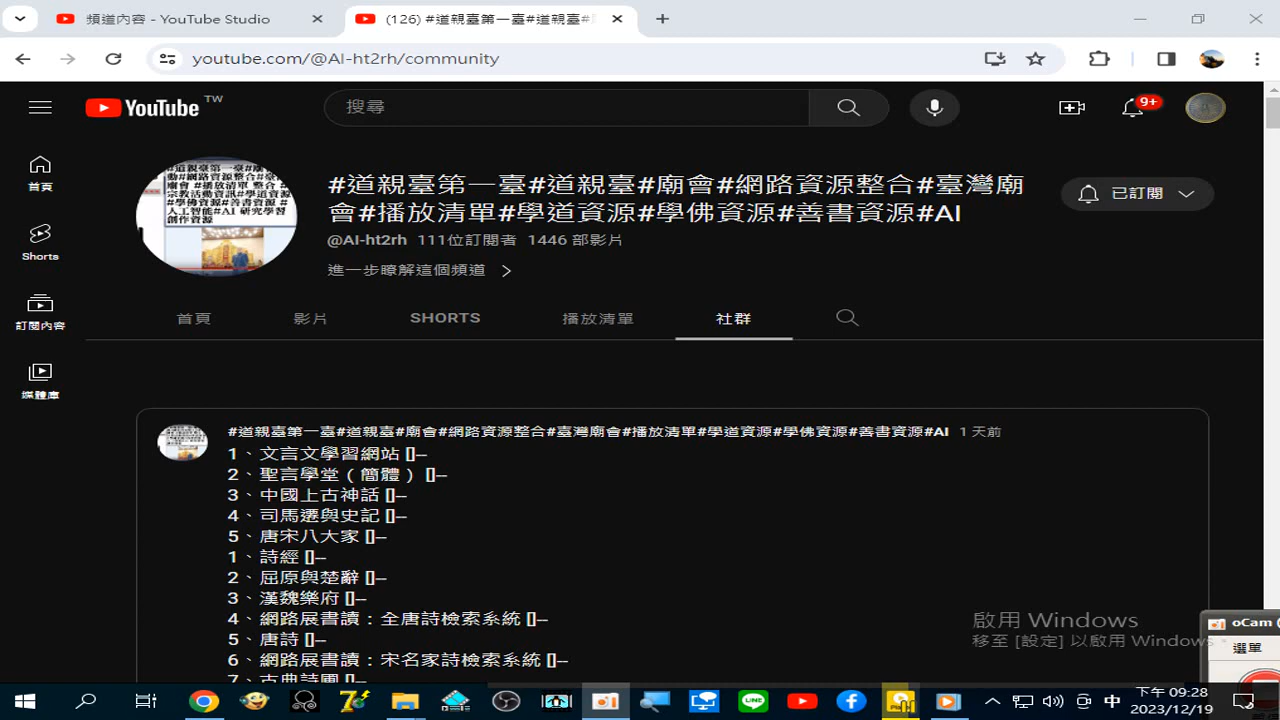 頻道內容 - YouTube Studio
(126) #道親臺第一臺#道親臺#
youtube.com/@AI-ht2rh/community
YouTube TW
搜尋
9+
首頁
Shorts
訂閱內容
媒體庫
#道親臺第一臺#道親臺#廟會#網路資源整合#臺灣廟
會#播放清單#學道資源#學佛資源#善書資源#AI
@AI-ht2rh 111位訂閱者 1446 部影片
進一步瞭解這個頻道
已訂閱
首頁 影片 SHORTS 播放清單 社群
#道親臺第一臺#道親臺#廟會#網路資源整合#臺灣廟會#播放清單#學道資源#學佛資源#善書資源#AI 1 天前
1、文言文學習網站 []--
2、聖言學堂（簡體）[]--
3、中國上古神話 []--
4、司馬遷與史記 []--
5、唐宋八大家 []--
1、詩經 []--
2、屈原與楚辭 []--
3、漢魏樂府 []--
4、網路展書讀：全唐詩檢索系統 []--
5、唐詩 []--
6、網路展書讀：宋名家詩檢索系統 []--
啟用 Windows
移至 [設定] 以啟用 Windows。
oCam (
選單
中
下午 09:28
2023/12/19